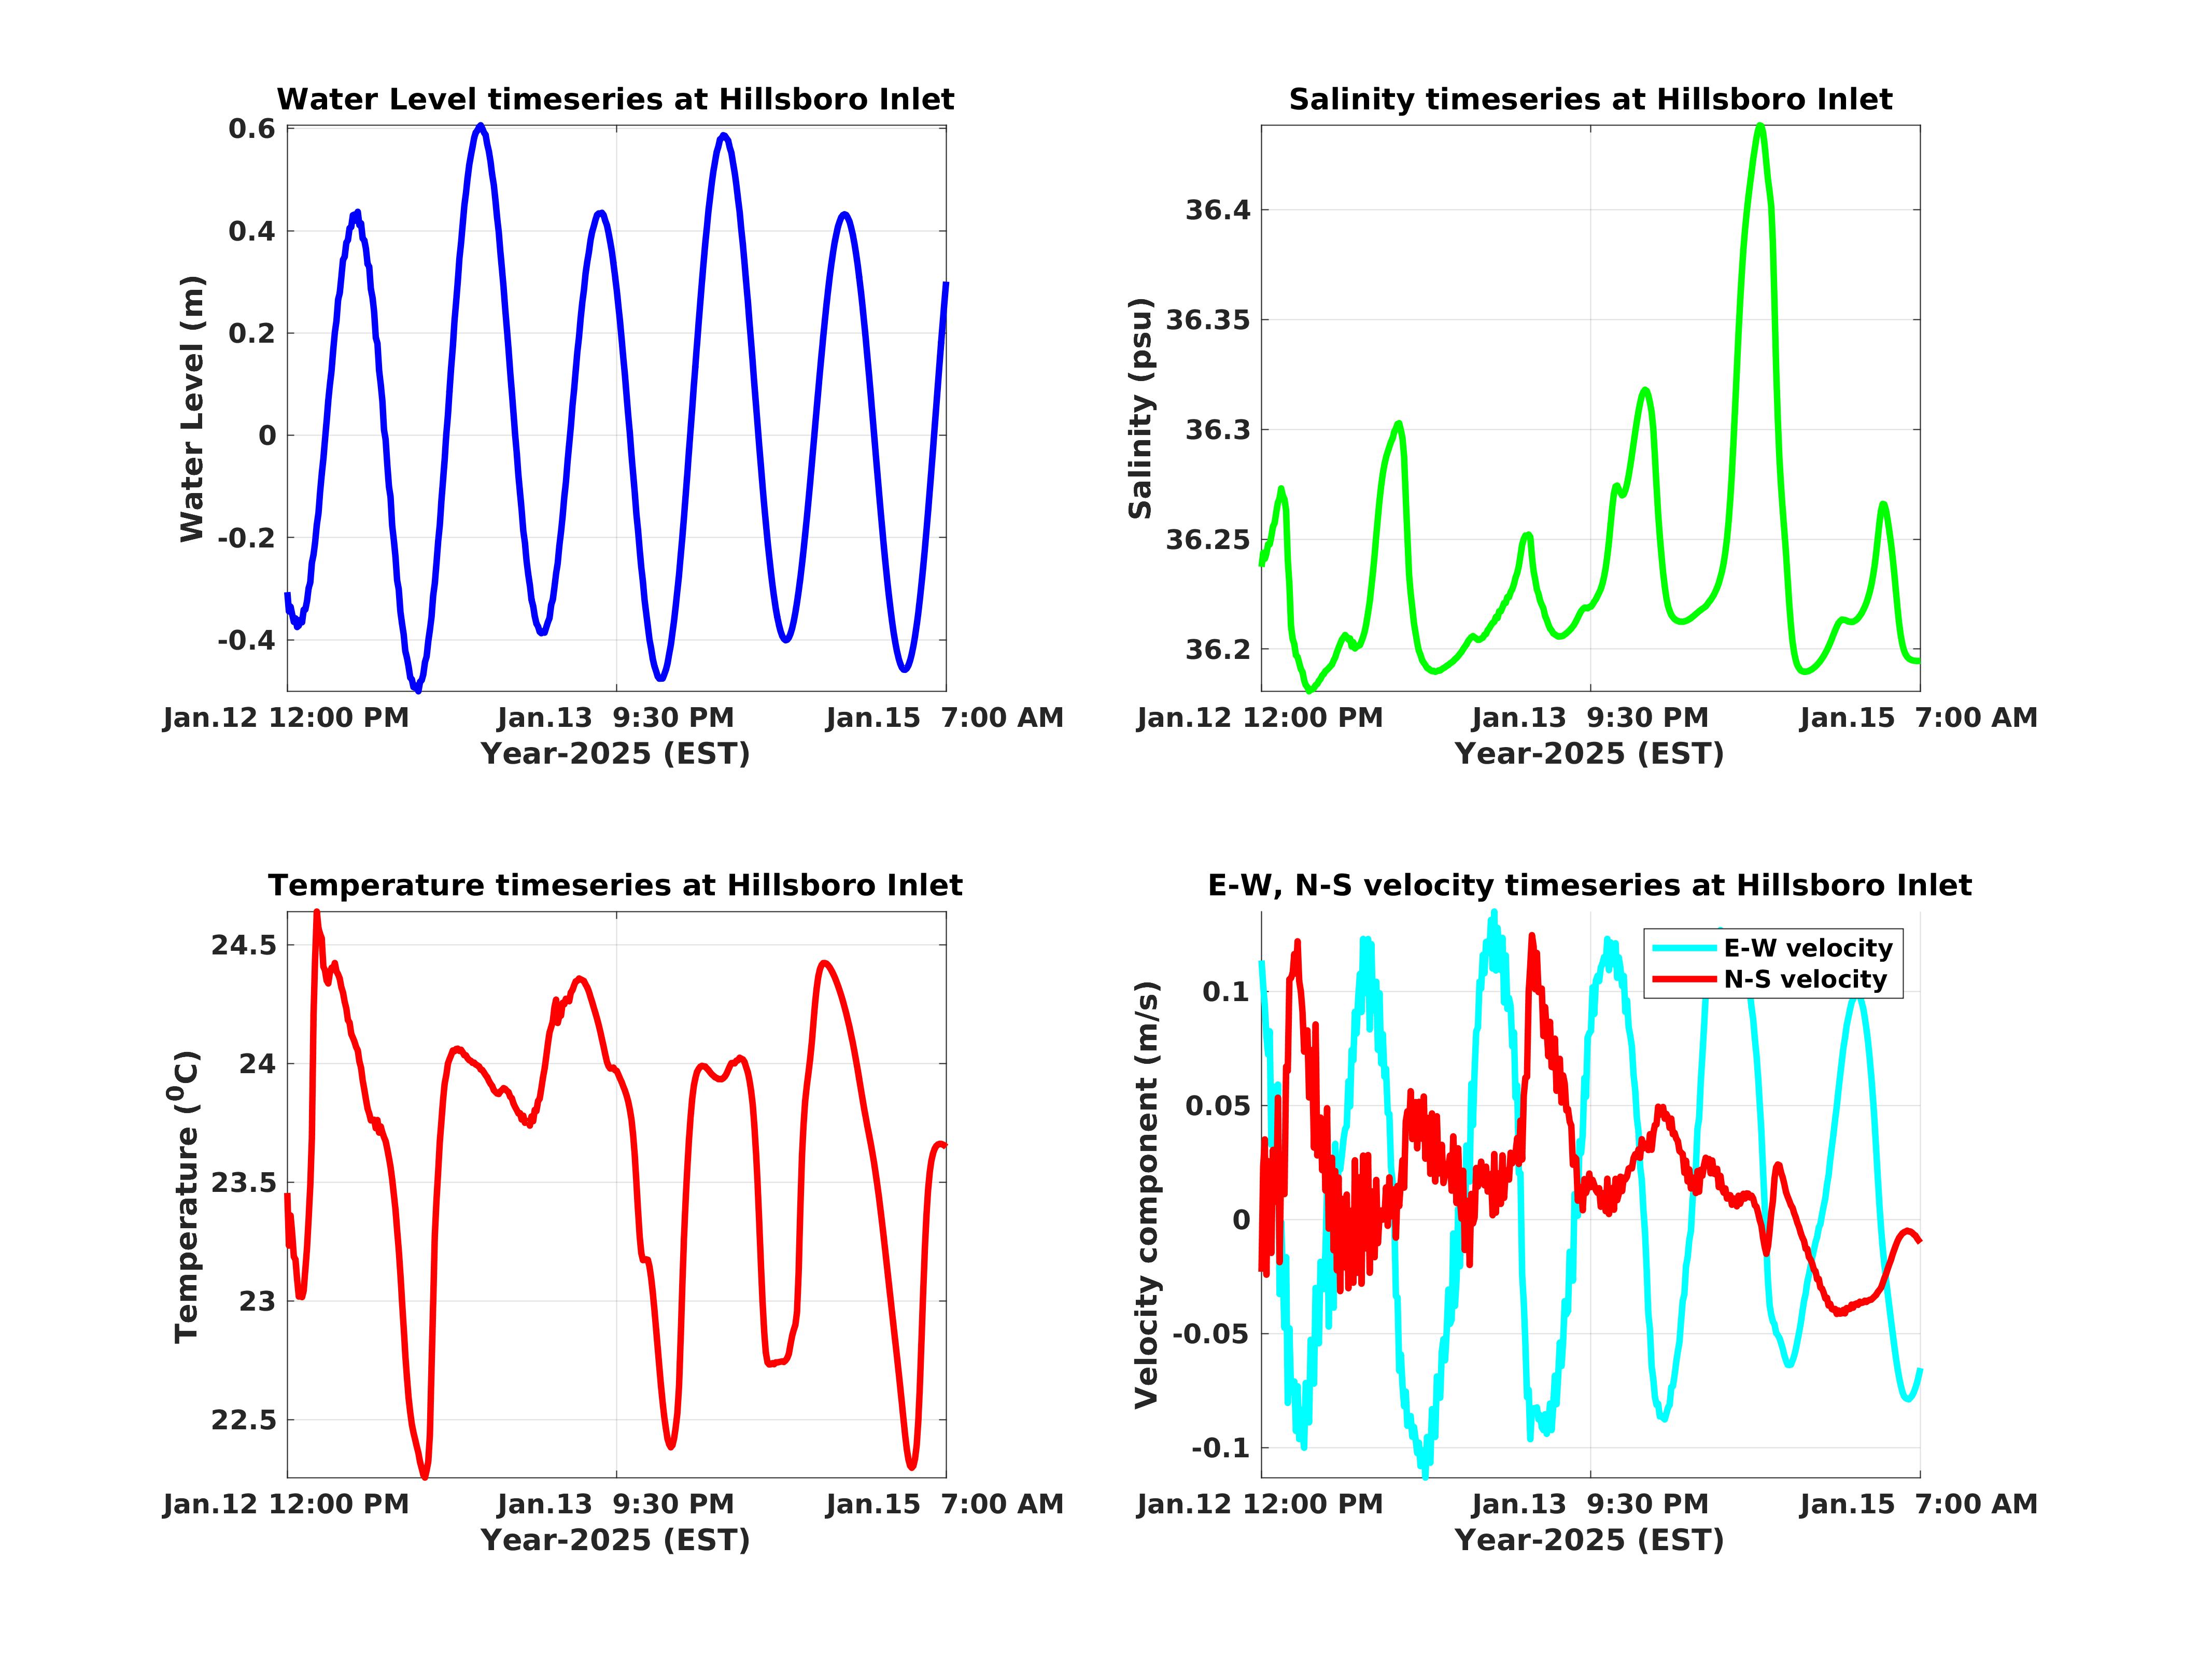 Water Level timeseries at Hillsboro Inlet
0.6
0.4
0.2
0
-0.2
-0.4
Water Level (m)
Jan.12 12:00 PM
Jan.13  9:30 PM
Jan.15  7:00 AM
Year-2025 (EST)
Salinity timeseries at Hillsboro Inlet
36.4
36.35
36.3
36.25
36.2
Salinity (psu)
Jan.12 12:00 PM
Jan.13  9:30 PM
Jan.15  7:00 AM
Year-2025 (EST)
Temperature timeseries at Hillsboro Inlet
24.5
24
23.5
23
22.5
Temperature (⁰C)
Jan.12 12:00 PM
Jan.13  9:30 PM
Jan.15  7:00 AM
Year-2025 (EST)
E-W, N-S velocity timeseries at Hillsboro Inlet
E-W velocity
N-S velocity
0.1
0.05
0
-0.05
-0.1
Velocity component (m/s)
Jan.12 12:00 PM
Jan.13  9:30 PM
Jan.15  7:00 AM
Year-2025 (EST)